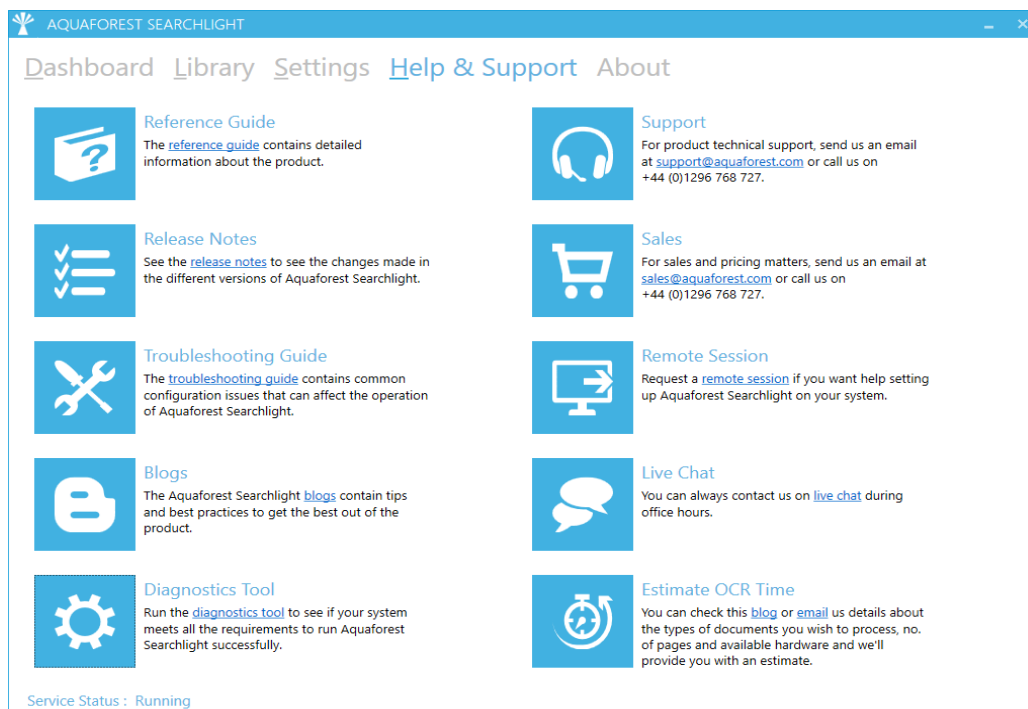 AQUAFOREST SEARCHLIGHT
Dashboard Library Settings Help & Support About
Reference Guide
The reference guide contains detailed
information about the product.
Support
For product technical support, send us an email
at support@aquaforest.com or call us on
+44 (0)1296 768 727.
Release Notes
See the release notes to see the changes made in
the different versions of Aquaforest Searchlight.
Sales
For sales and pricing matters, send us an email at
sales@aquaforest.com or call us on
+44 (0)1296 768 727.
Troubleshooting Guide
The troubleshooting guide contains common
configuration issues that can affect the operation
of Aquaforest Searchlight.
Remote Session
Request a remote session if you want help setting
up Aquaforest Searchlight on your system.
Blogs
The Aquaforest Searchlight blogs contain tips
and best practices to get the best out of the
product.
Live Chat
You can always contact us on live chat during
office hours.
Diagnostics Tool
Run the diagnostics tool to see if your system
meets all the requirements to run Aquaforest
Searchlight successfully.
Estimate OCR Time
You can check this blog or email us details about
the types of documents you wish to process, no.
of pages and available hardware and we'll
provide you with an estimate.
Service Status : Running